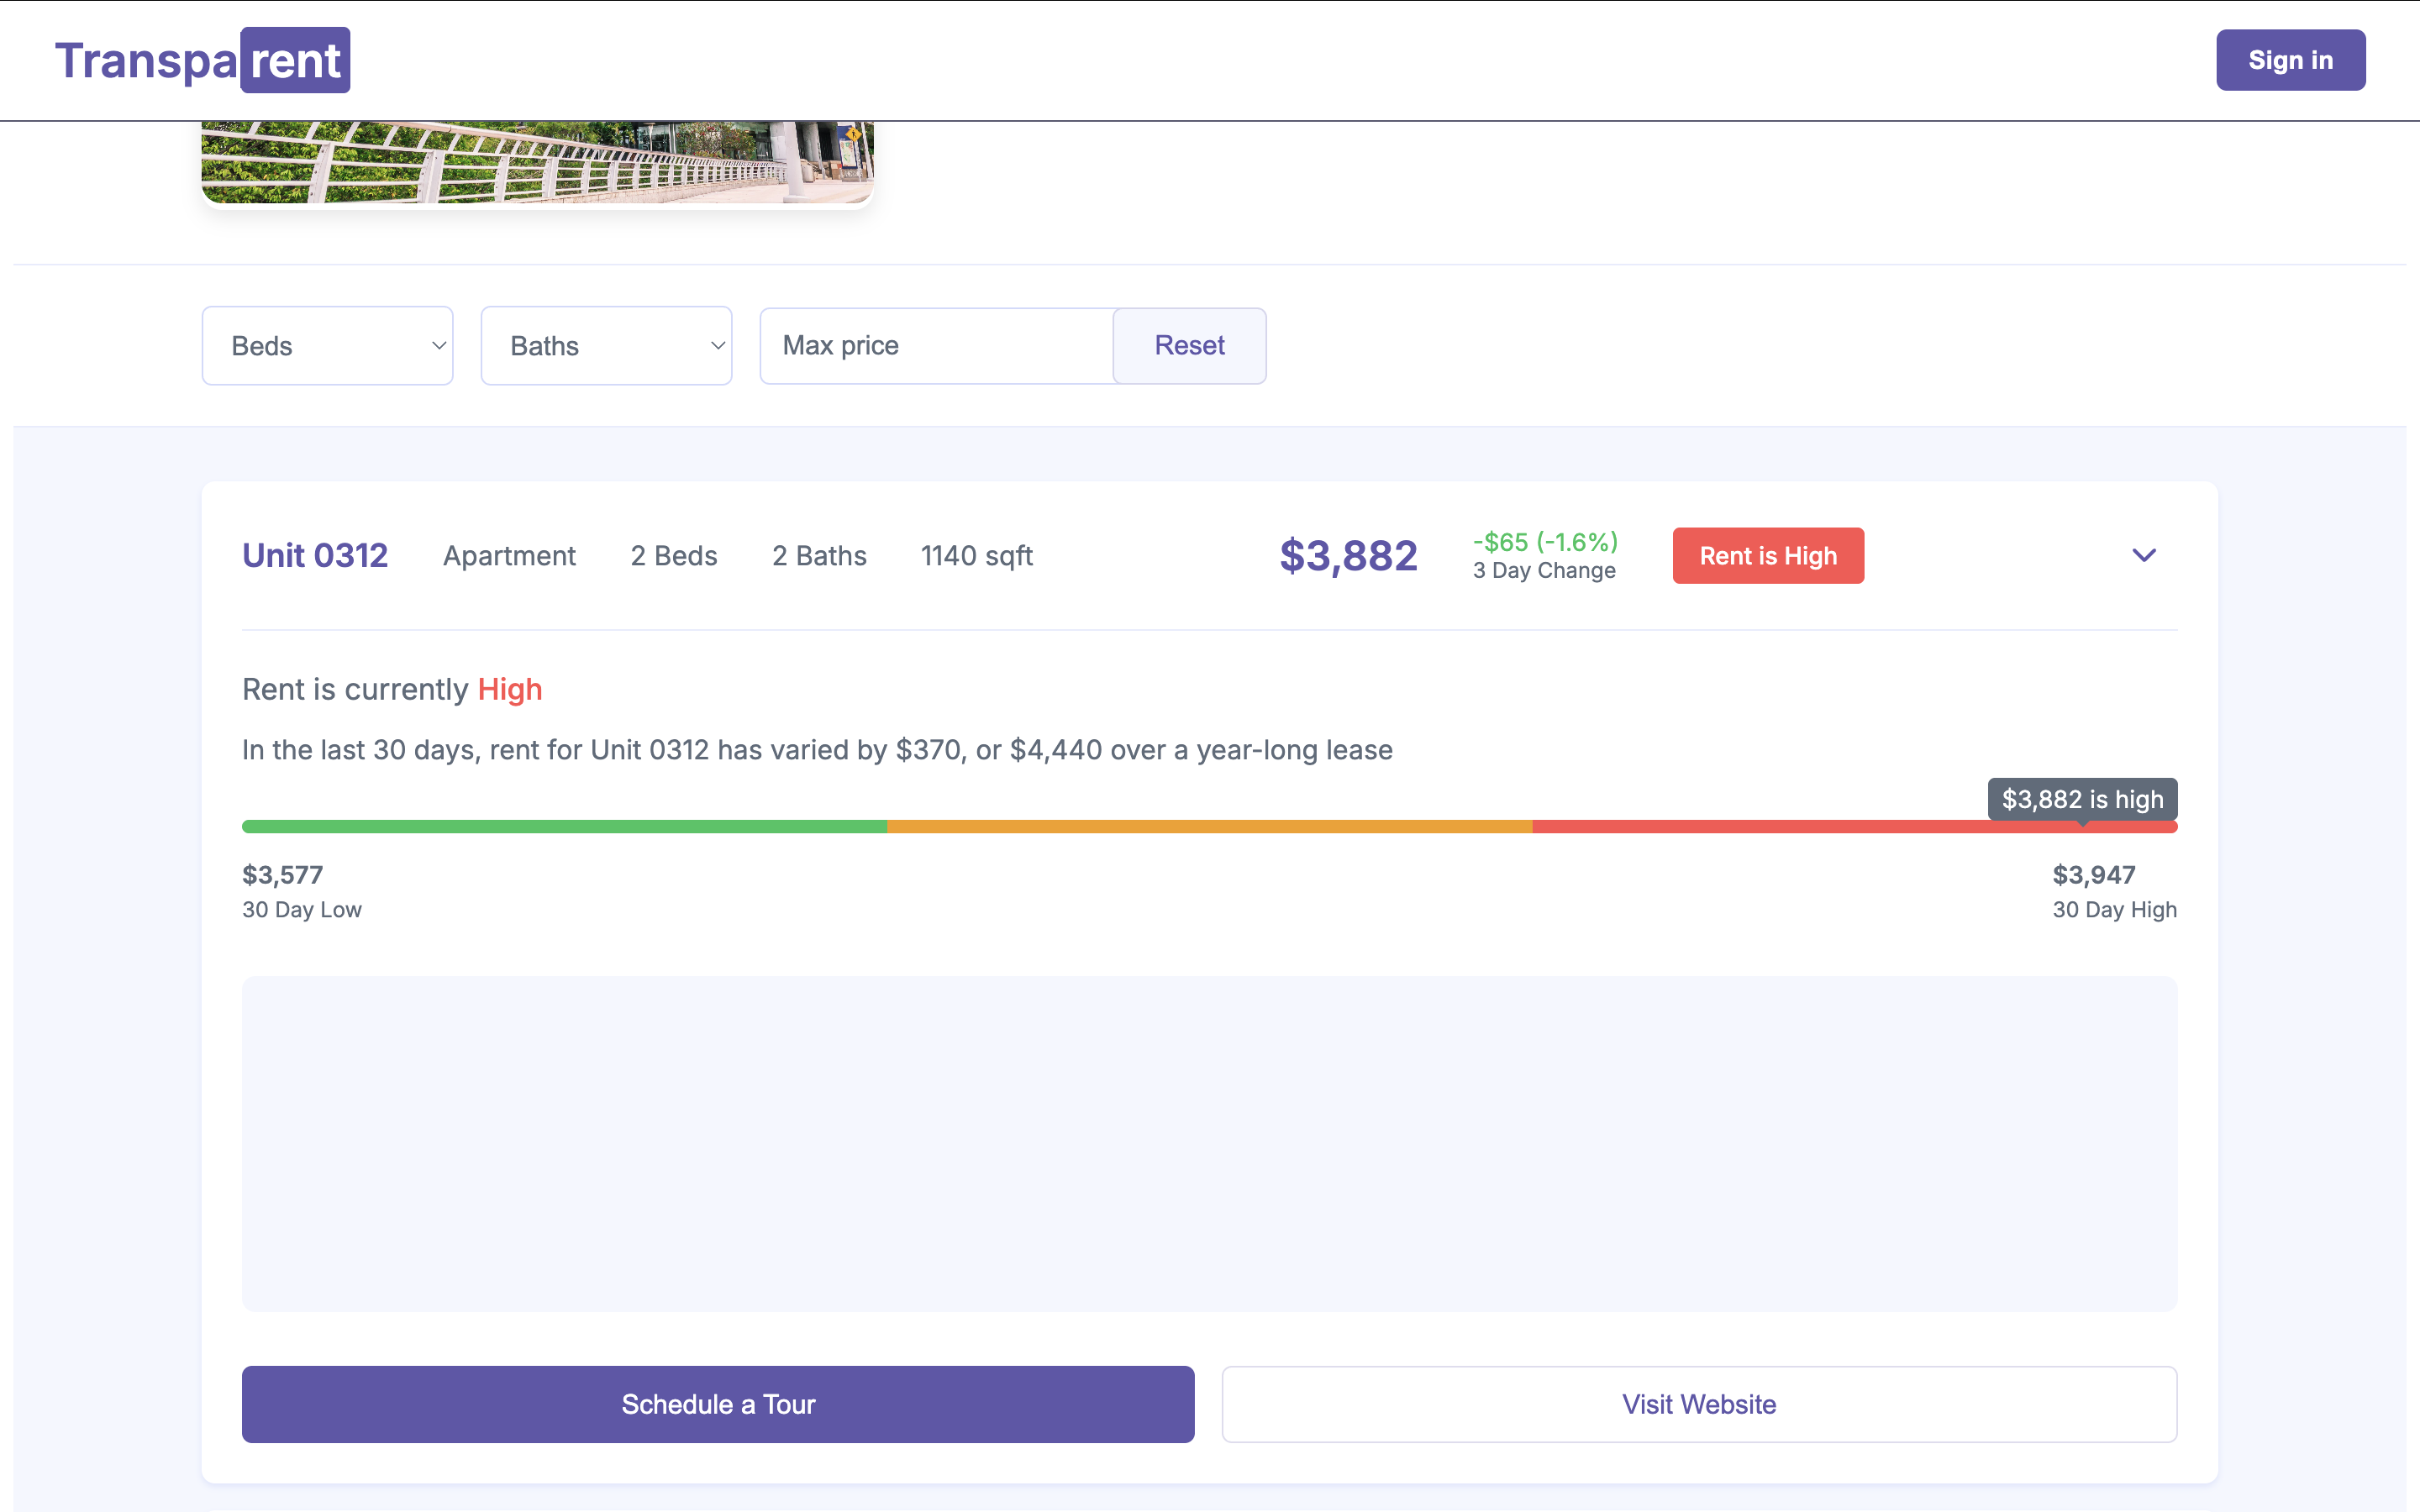 Transparent
Sign in
Beds
Baths
Max price
Reset
Unit 0312
Apartment
2 Beds
2 Baths
1140 sqft
$3,882
-$65 (-1.6%)
3 Day Change
Rent is High
Rent is currently High
In the last 30 days, rent for Unit 0312 has varied by $370, or $4,440 over a year-long lease
$3,882 is high
$3,577
30 Day Low
$3,947
30 Day High
Schedule a Tour
Visit Website